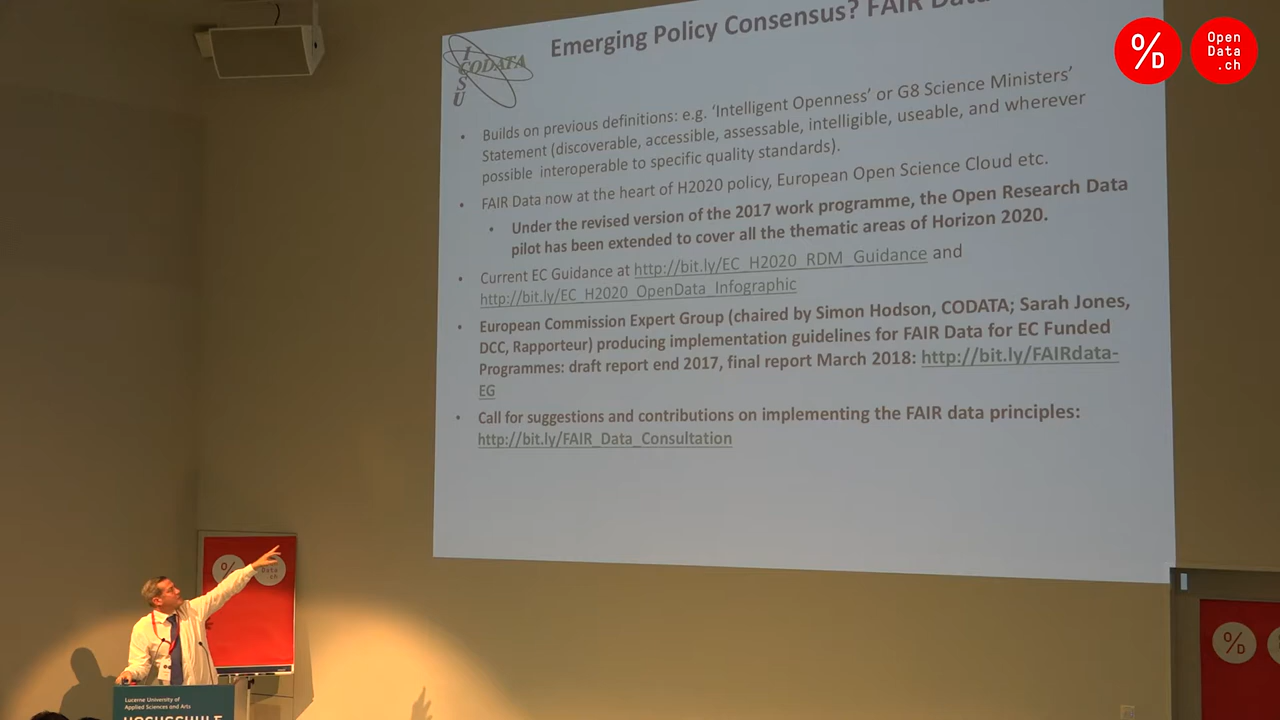 Emerging Policy Consensus? FAIR Data
I
CODATA
S
U
Builds on previous definitions: e.g. 'Intelligent Openness' or G8 Science Ministers'
Statement (discoverable, accessible, assessable, intelligible, useable, and wherever
possible interoperable to specific quality standards).
FAIR Data now at the heart of H2020 policy, European Open Science Cloud etc.
Under the revised version of the 2017 work programme, the Open Research Data
pilot has been extended to cover all the thematic areas of Horizon 2020.
Current EC Guidance at http://bit.ly/EC_H2020_RDM_Guidance and
http://bit.ly/EC_H2020_OpenData_Infographic
European Commission Expert Group (chaired by Simon Hodson, CODATA; Sarah Jones,
DCC, Rapporteur) producing implementation guidelines for FAIR Data for EC Funded
Programmes: draft report end 2017, final report March 2018: http://bit.ly/FAIRdata-
EG
Call for suggestions and contributions on implementing the FAIR data principles:
http://bit.ly/FAIR_Data_Consultation
%D
Open
Data
.ch
%
Data
.ch
Lucerne University of
Applied Sciences and Arts
HOCHSCHULE
%D